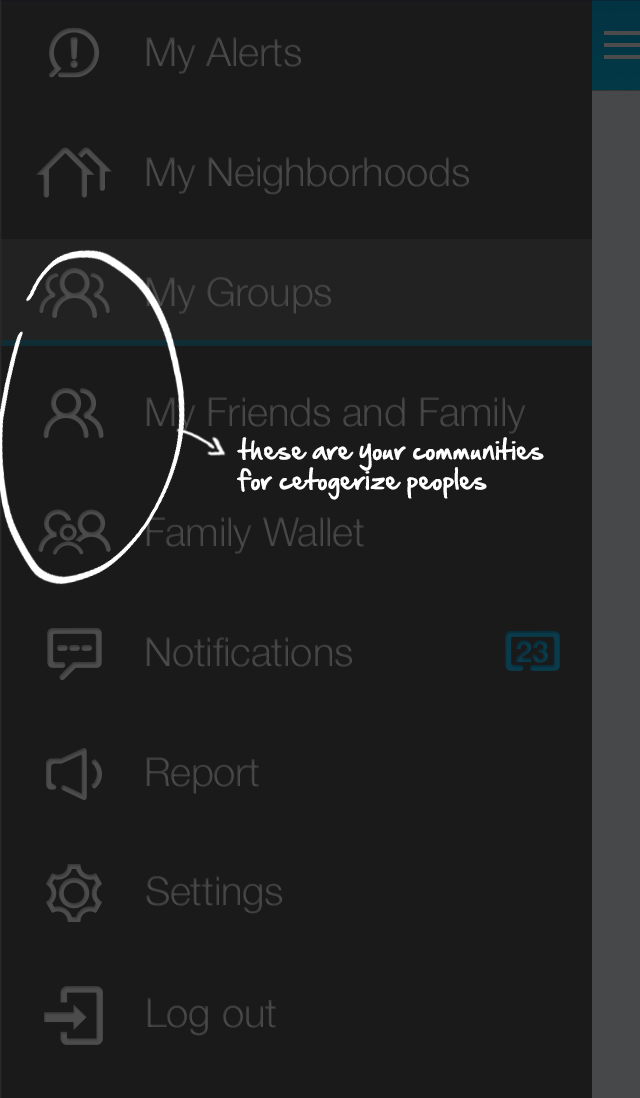 My Alerts
My Neighborhoods
My Groups
My Friends and Family
these are your communities
for cetogerize peoples
Family Wallet
Notifications
23
Report
Settings
Log out